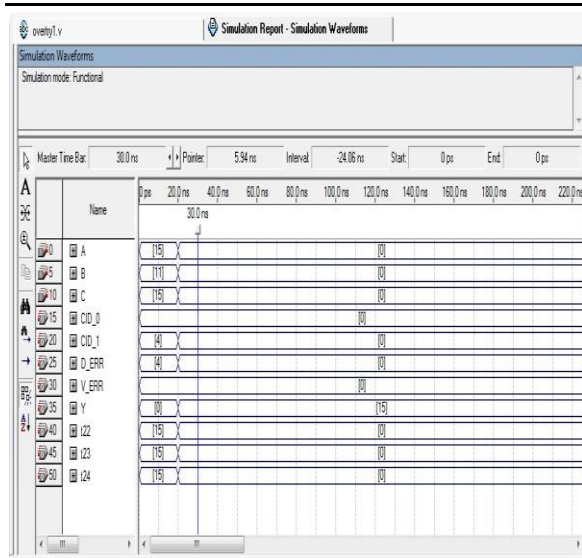 overtry1.v
Simulation Report - Simulation Waveforms
Simulation Waveforms
Simulation mode: Functional
Master Time Bar: 30.0 ns Pointer: 5.94 ns Interval: -24.06 ns Start: 0 ps End: 0 ps
Name
0 ps 20.0 ns 40.0 ns 60.0 ns 80.0 ns 100.0 ns 120.0 ns 140.0 ns 160.0 ns 180.0 ns 200.0 ns 220.0 ns
30.0 ns
0 A [15] [0]
5 B [11] [0]
10 C [15] [0]
15 CID_0 [0]
20 CID_1 [4] [0]
25 D_ERR [4] [0]
30 V_ERR [0]
35 Y [0] [15]
40 t22 [15] [0]
45 t23 [15] [0]
50 t24 [15] [0]